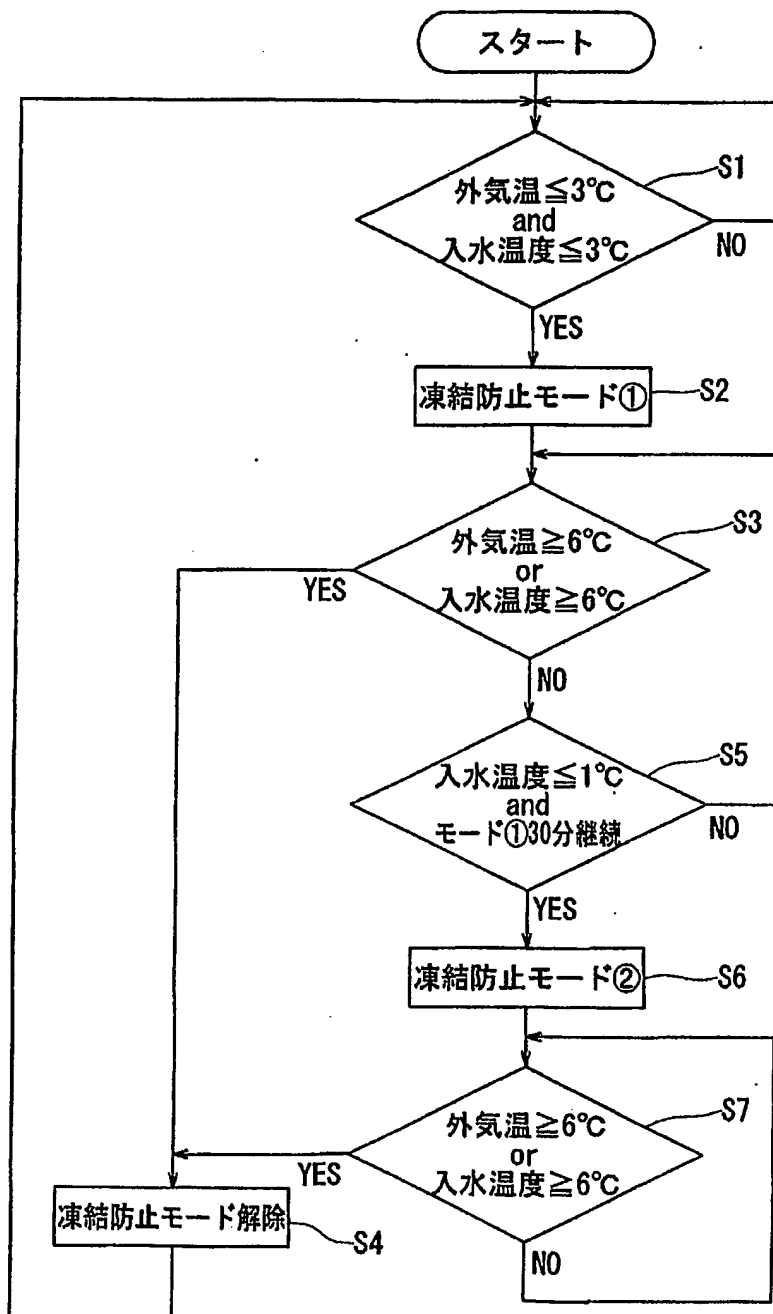 スタート
S1
外気温≦3℃
and
入水温度≦3℃
NO
YES
凍結防止モード①
S2
S3
外気温≧6℃
or
入水温度≧6℃
YES
NO
S5
入水温度≦1℃
and
モード①30分継続
NO
YES
凍結防止モード②
S6
S7
外気温≧6℃
or
入水温度≧6℃
YES
凍結防止モード解除
S4
NO